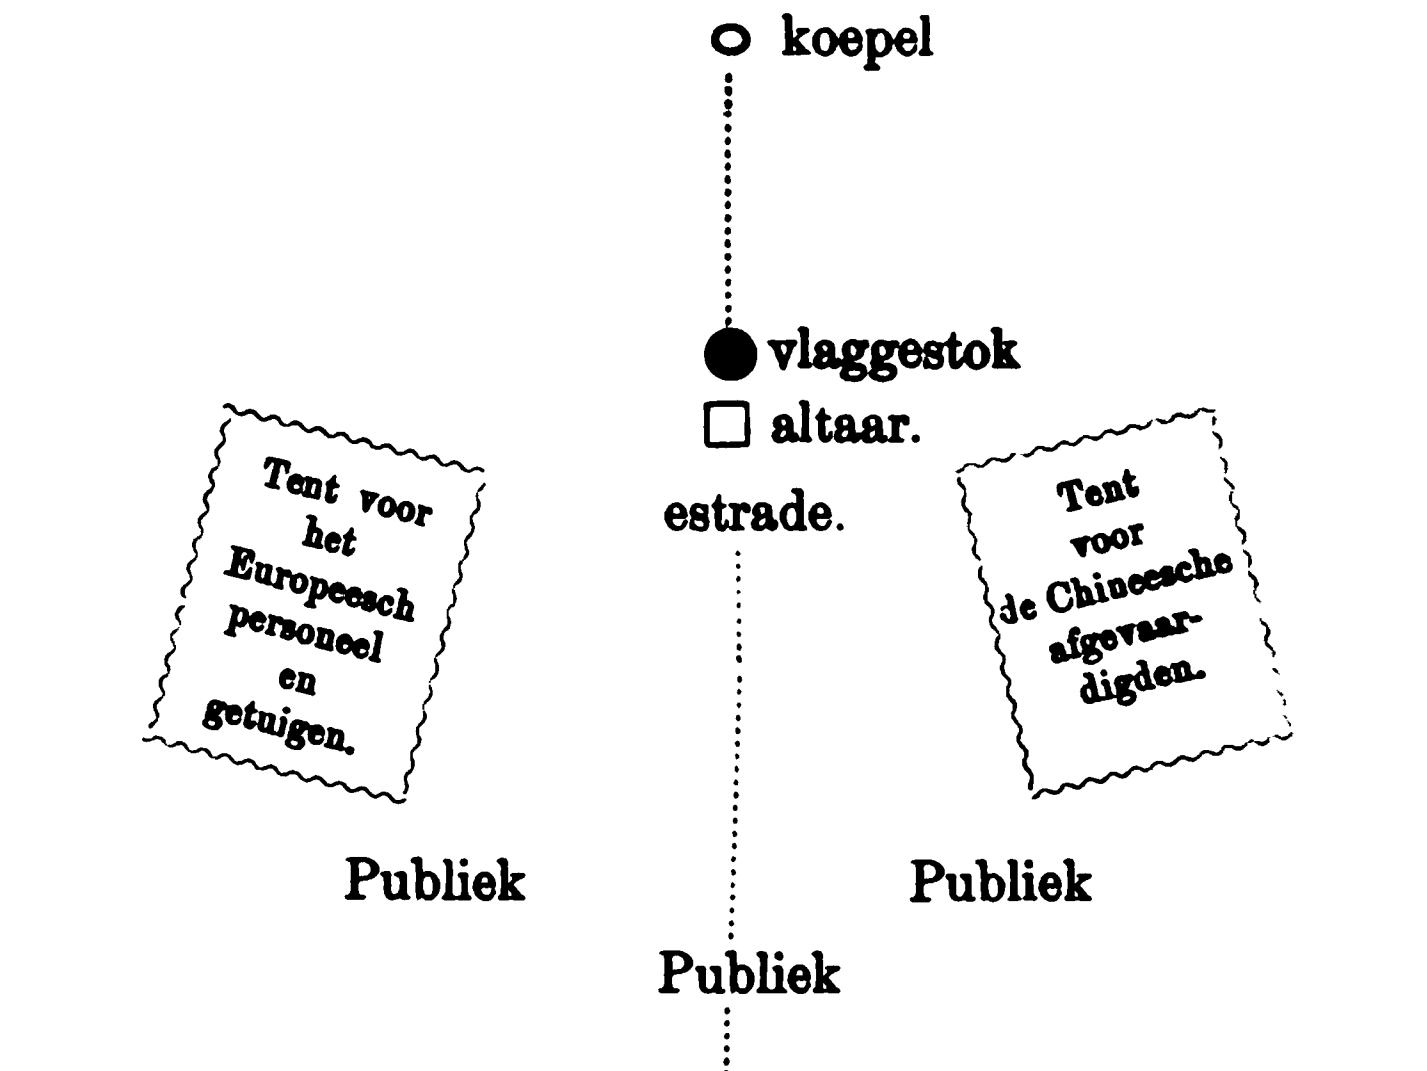 koepel
vlaggestok
altaar.
estrade.
Tent voor
het
Europeesch
personeel
en
getuigen.
Tent
voor
de Chineesche
afgevaar-
digden.
Publiek
Publiek
Publiek